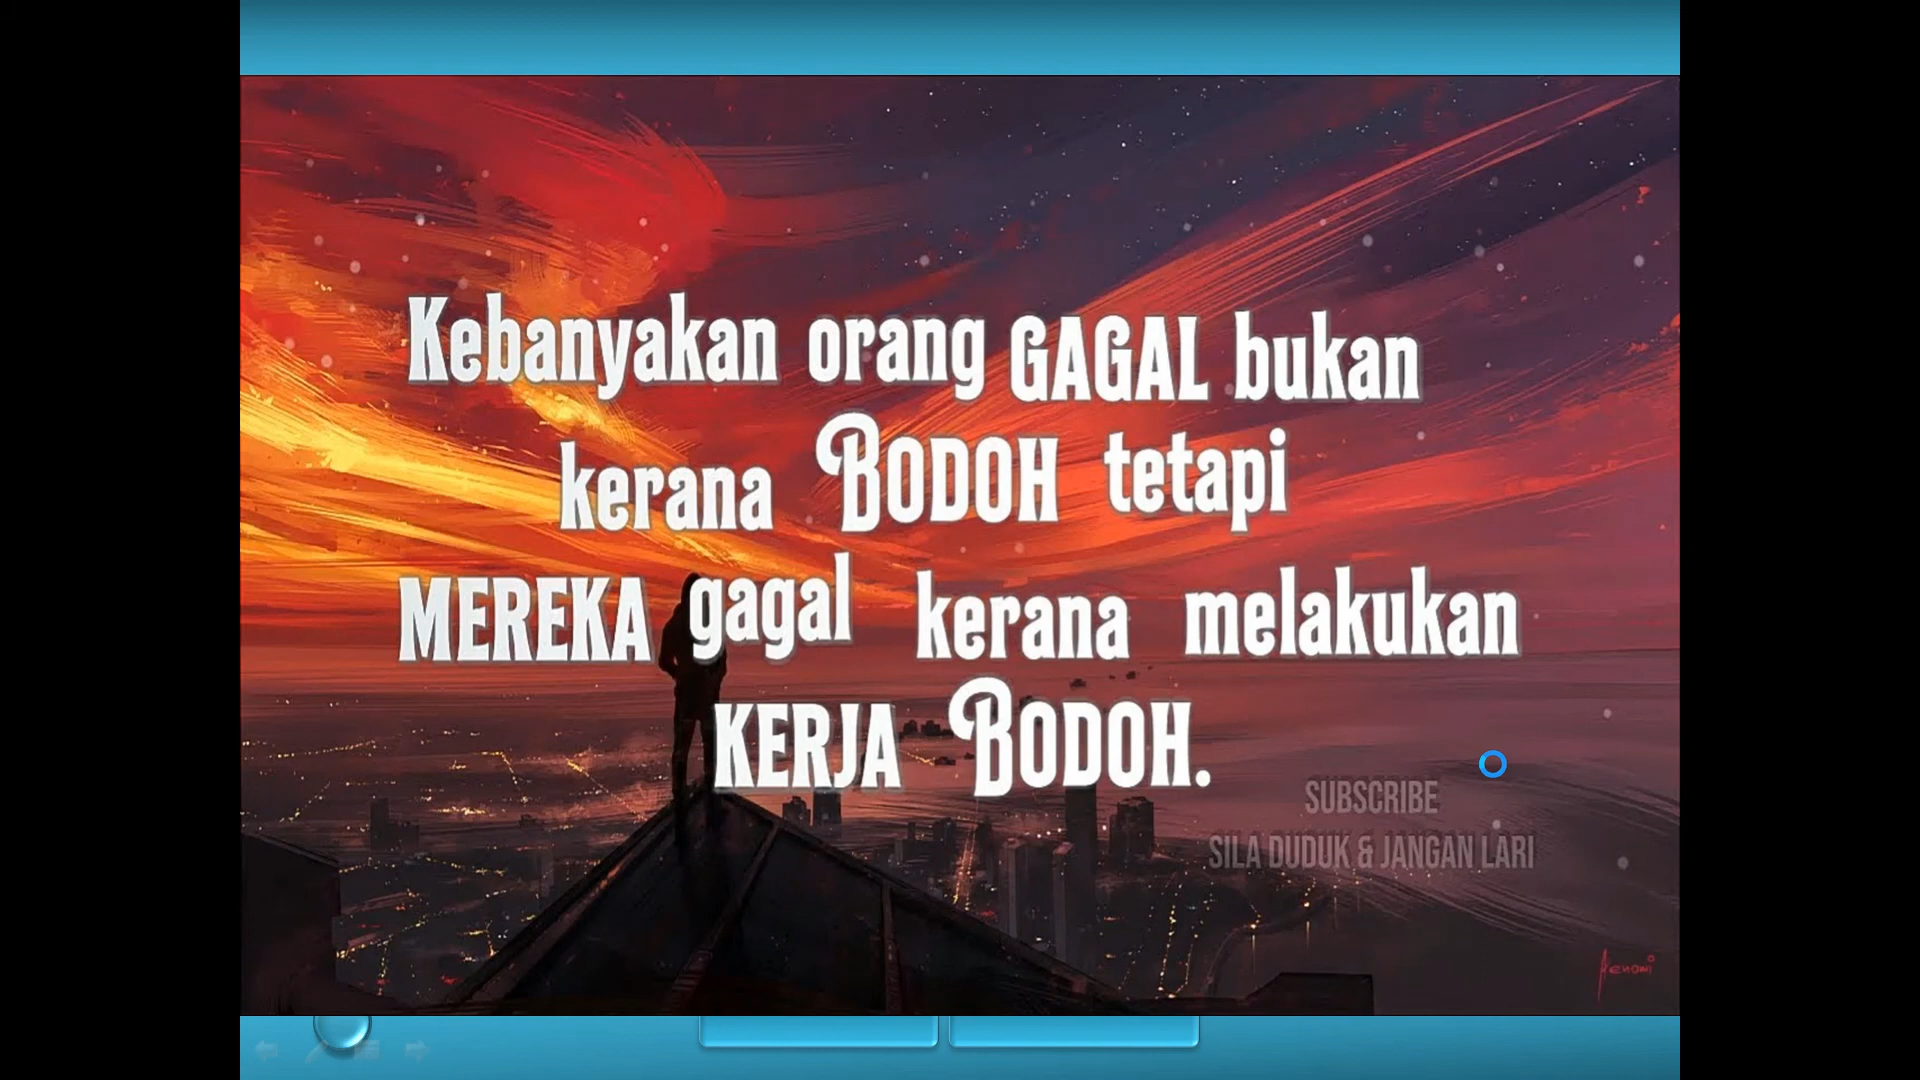 Kebanyakan orang GAGAL bukan
kerana BODOH tetapi
MEREKA gagal kerana melakukan
KERJA BODOH.
SUBSCRIBE
SILA DUDUK & JANGAN LARI